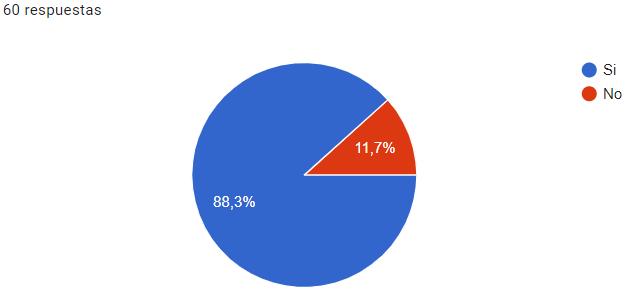 60 respuestas
Si
No
11,7%
88,3%